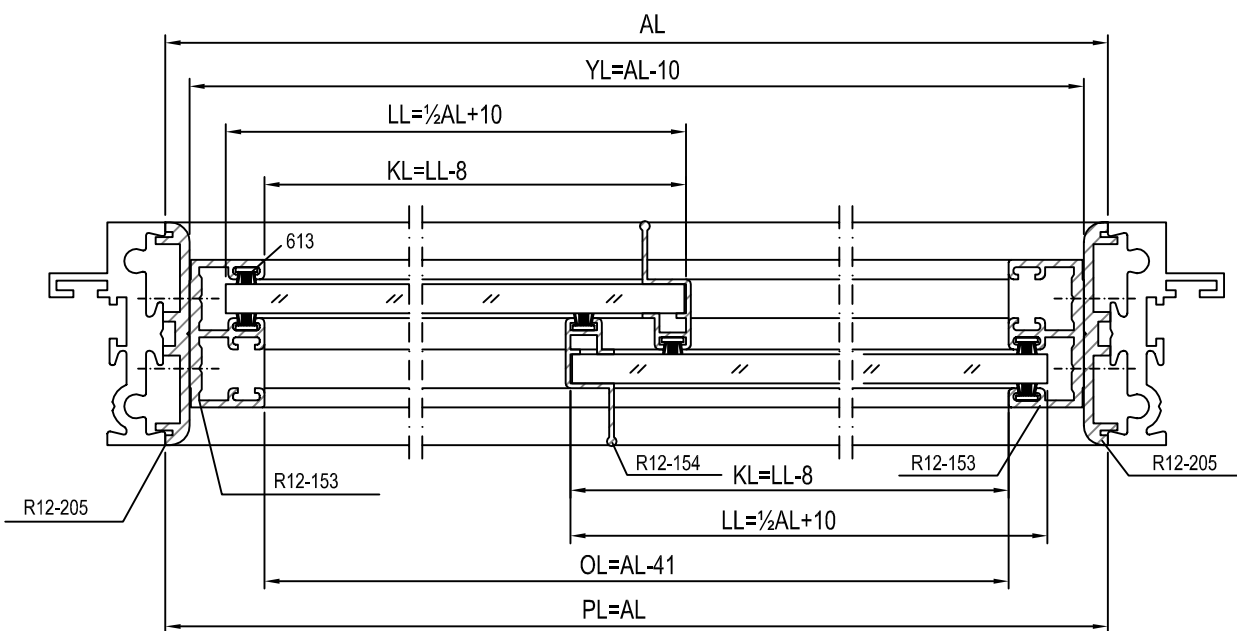 AL
YL=AL-10
LL=½AL+10
KL=LL-8
613
R12-154
R12-153
R12-205
R12-153
KL=LL-8
R12-205
LL=½AL+10
OL=AL-41
PL=AL